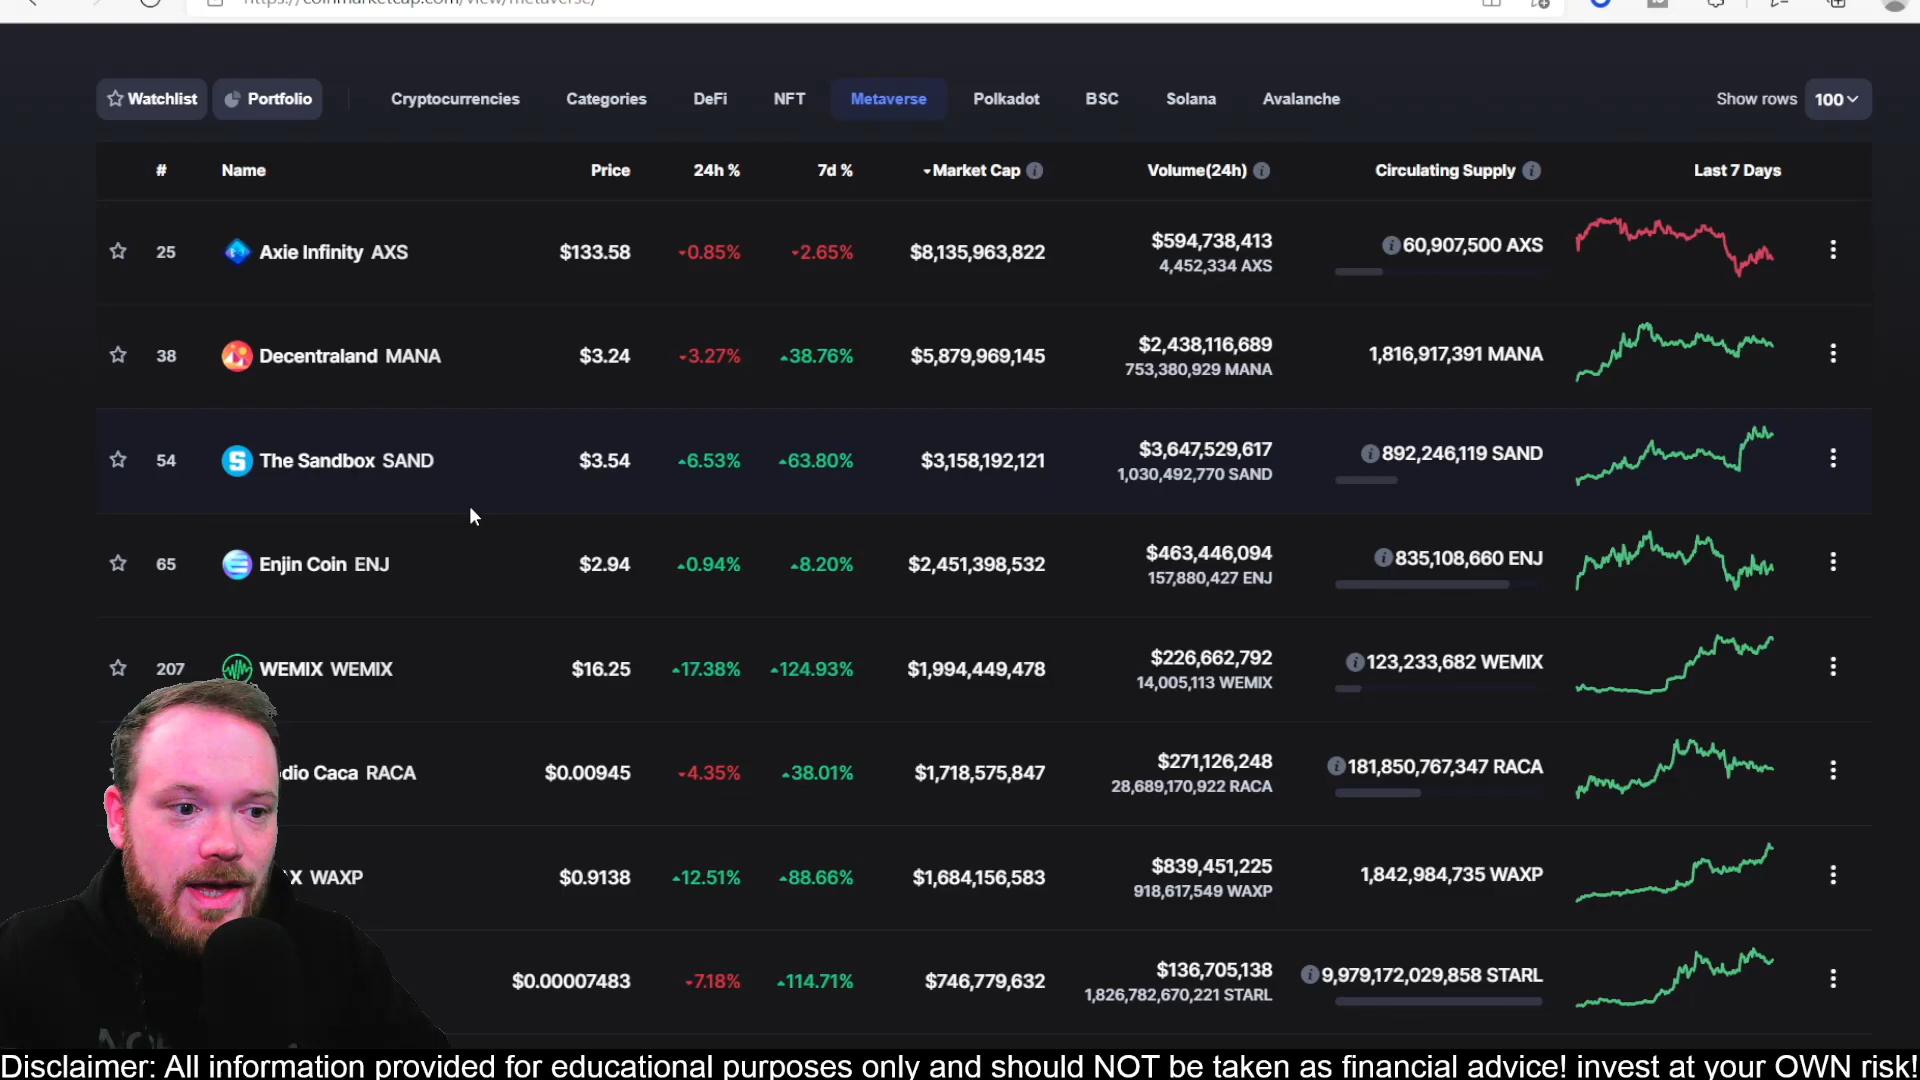 https://coinmarketcap.com/view/metaverse/
Watchlist Portfolio Cryptocurrencies Categories DeFi NFT Metaverse Polkadot BSC Solana Avalanche Show rows 100
# Name Price 24h % 7d % Market Cap Volume(24h) Circulating Supply Last 7 Days
25 Axie Infinity AXS $133.58 0.85% 2.65% $8,135,963,822 $594,738,413 60,907,500 AXS
4,452,334 AXS
38 Decentraland MANA $3.24 3.27% 38.76% $5,879,969,145 $2,438,116,689 1,816,917,391 MANA
753,380,929 MANA
54 The Sandbox SAND $3.54 6.53% 63.80% $3,158,192,121 $3,647,529,617 892,246,119 SAND
1,030,492,770 SAND
65 Enjin Coin ENJ $2.94 0.94% 8.20% $2,451,398,532 $463,446,094 835,108,660 ENJ
157,880,427 ENJ
207 WEMIX WEMIX $16.25 17.38% 124.93% $1,994,449,478 $226,662,792 123,233,682 WEMIX
14,005,113 WEMIX
dio Caca RACA $0.00945 4.35% 38.01% $1,718,575,847 $271,126,248 181,850,767,347 RACA
28,689,170,922 RACA
X WAXP $0.9138 12.51% 88.66% $1,684,156,583 $839,451,225 1,842,984,735 WAXP
918,617,549 WAXP
$0.00007483 7.18% 114.71% $746,779,632 $136,705,138 9,979,172,029,858 STARL
1,826,782,670,221 STARL
Disclaimer: All information provided for educational purposes only and should NOT be taken as financial advice! invest at your OWN risk!